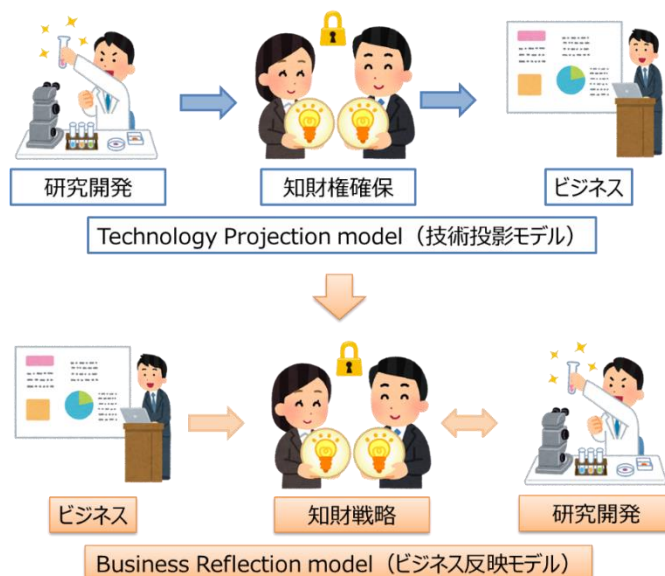 研究開発
知財権確保
ビジネス
Technology Projection model（技術投影モデル）
ビジネス
知財戦略
研究開発
Business Reflection model（ビジネス反映モデル）